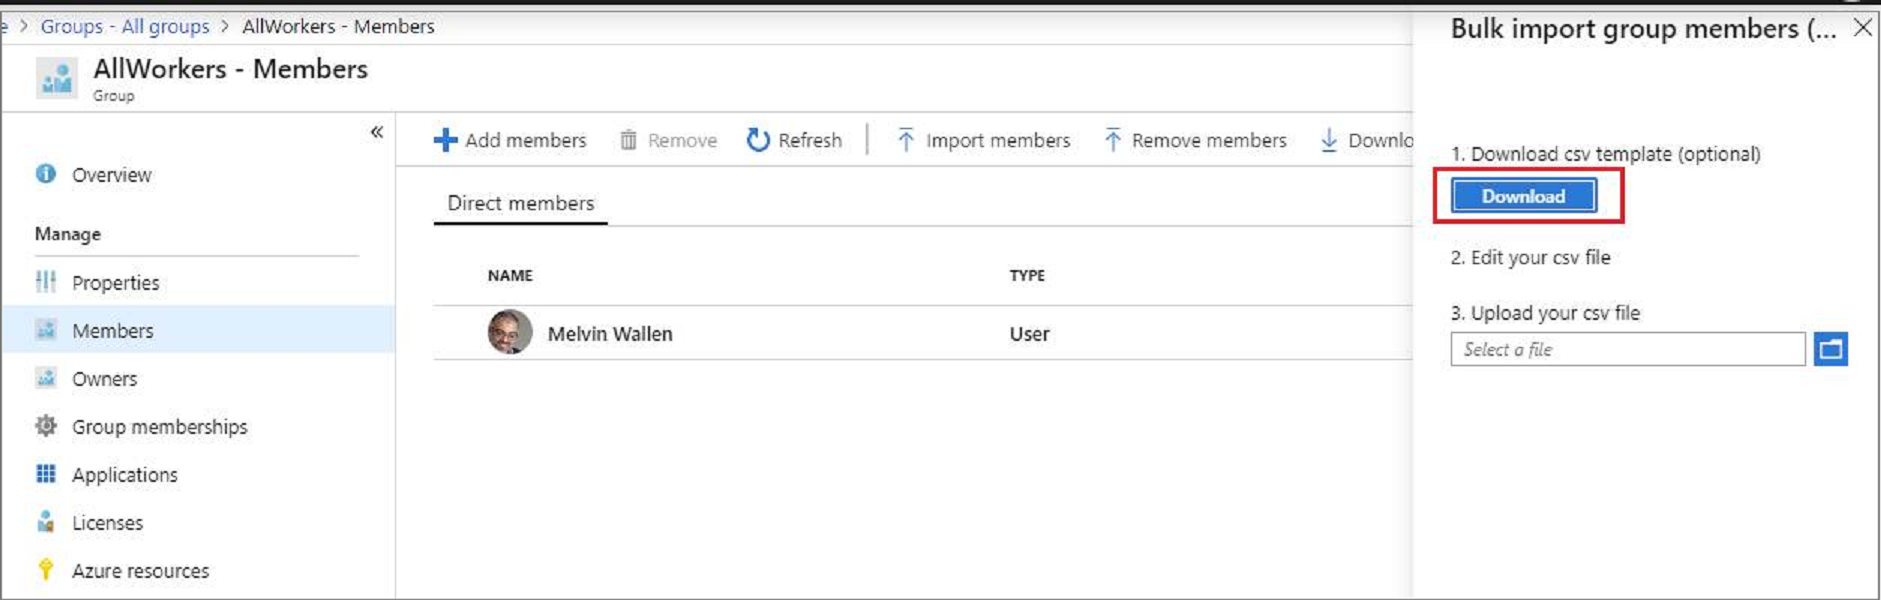 e > Groups - All groups > AllWorkers - Members
AllWorkers - Members
Group
«
Overview
Manage
Properties
Members
Owners
Group memberships
Applications
Licenses
Azure resources
Add members Remove Refresh Import members Remove members Downlo
Direct members
NAME TYPE
Melvin Wallen User
Bulk import group members (...
1. Download csv template (optional)
Download
2. Edit your csv file
3. Upload your csv file
Select a file